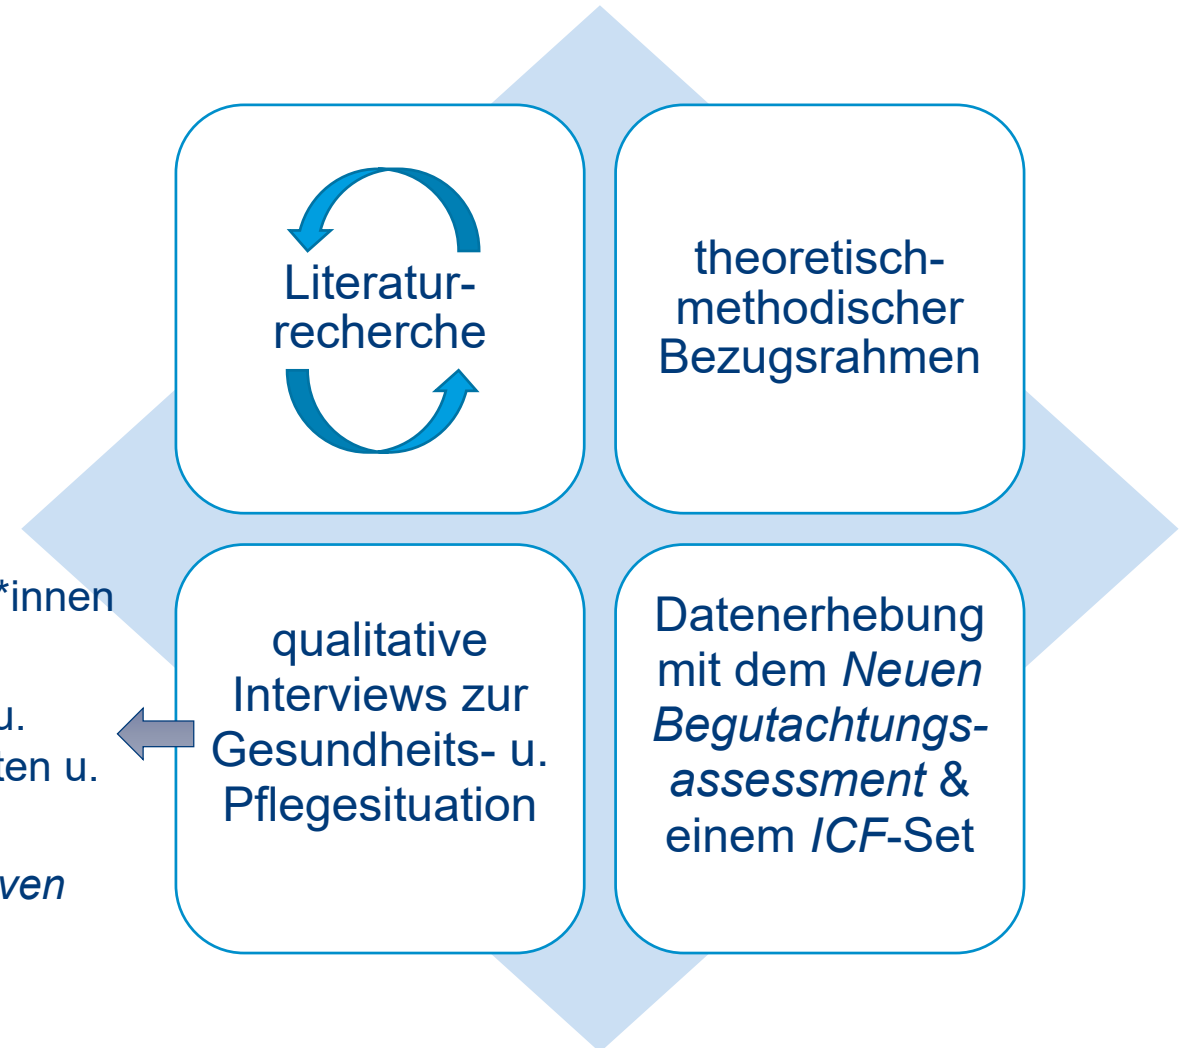 Literatur-
recherche
theoretisch-
methodischer
Bezugsrahmen
*innen
u.
ten u.
ven
qualitative
Interviews zur
Gesundheits- u.
Pflegesituation
Datenerhebung
mit dem Neuen
Begutachtungs-
assessment &
einem ICF-Set